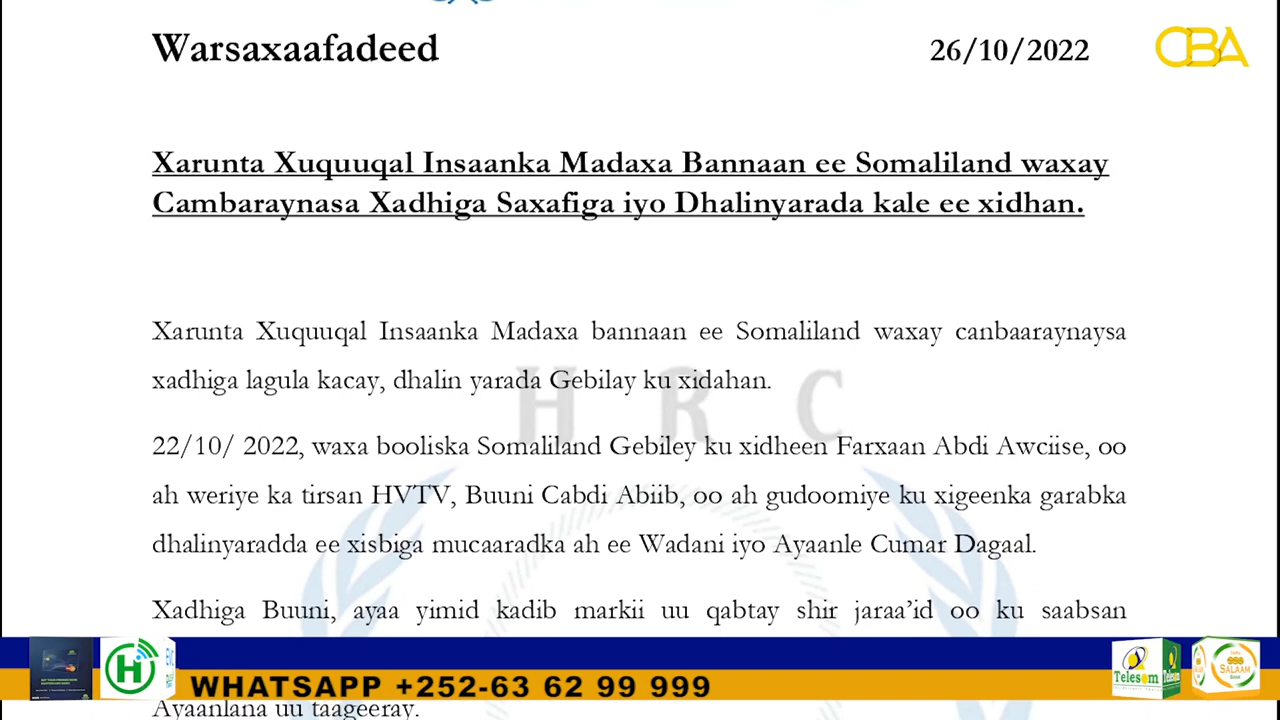 Warsaxaafadeed 26/10/2022
CBA
Xarunta Xuquuqal Insaanka Madaxa Bannaan ee Somaliland waxay
Cambaraynasa Xadhiga Saxafiga iyo Dhalinyarada kale ee xidhan.
Xarunta Xuquuqal Insaanka Madaxa bannaan ee Somaliland waxay canbaaraynaysa
xadhiga lagula kacay, dhalin yarada Gebilay ku xidahan.
HRC
22/10/ 2022, waxa booliska Somaliland Gebiley ku xidheen Farxaan Abdi Awciise, oo
ah weriye ka tirsan HVTV, Buuni Cabdi Abiib, oo ah gudoomiye ku xigeenka garabka
dhalinyaradda ee xisbiga mucaaradka ah ee Wadani iyo Ayaanle Cumar Dagaal.
Xadhiga Buuni, ayaa yimid kadib markii uu qabtay shir jaraa’id oo ku saabsan
H
Telesom
Telesom
SALAAM
BANK
WHATSAPP +252-63 62 99 999
Ayaanlana uu taageeray.